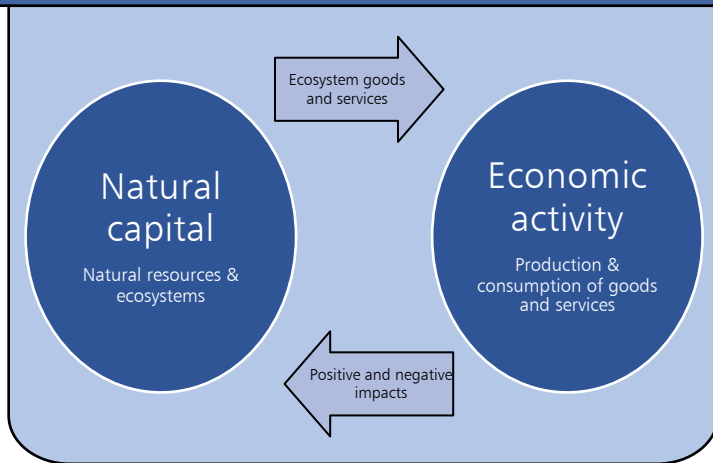 Ecosystem goods
and services
Natural
capital
Natural resources &
ecosystems
Economic
activity
Production &
consumption of goods
and services
Positive and negative
impacts